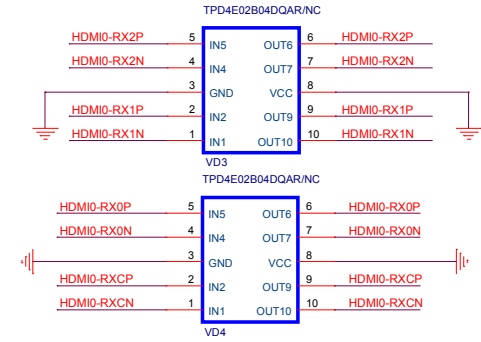 TPD4E02B04DQAR/NC
HDMI0-RX2P 5 IN5 OUT6 6 HDMI0-RX2P
HDMI0-RX2N 4 IN4 OUT7 7 HDMI0-RX2N
3 GND VCC 8
HDMI0-RX1P 2 IN2 OUT9 9 HDMI0-RX1P
HDMI0-RX1N 1 IN1 OUT10 10 HDMI0-RX1N
VD3
TPD4E02B04DQAR/NC
HDMI0-RX0P 5 IN5 OUT6 6 HDMI0-RX0P
HDMI0-RX0N 4 IN4 OUT7 7 HDMI0-RX0N
3 GND VCC 8
HDMI0-RXCP 2 IN2 OUT9 9 HDMI0-RXCP
HDMI0-RXCN 1 IN1 OUT10 10 HDMI0-RXCN
VD4